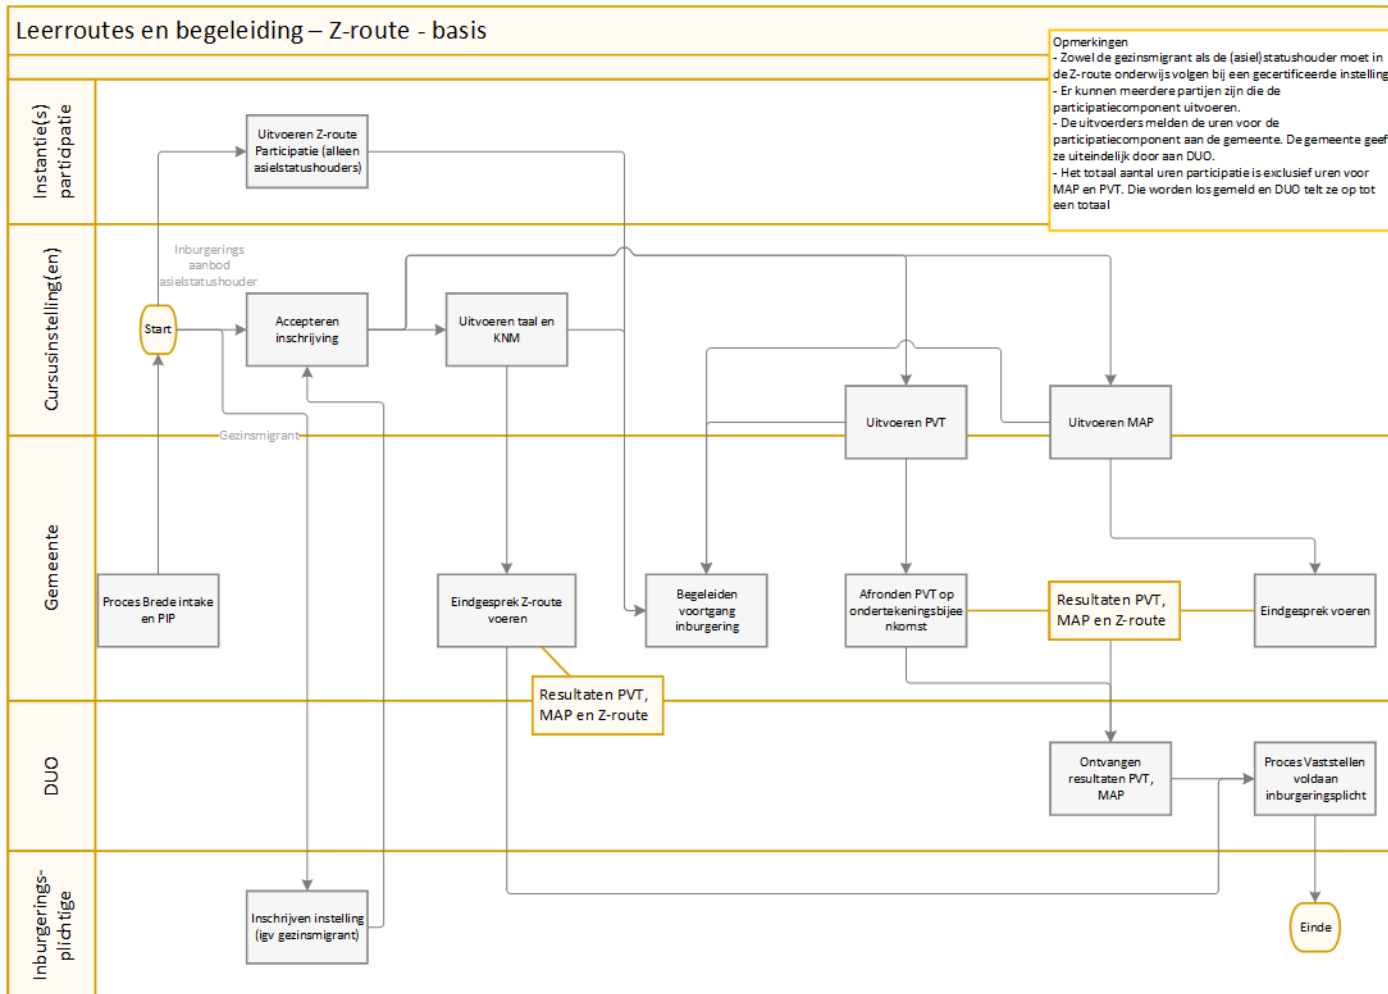 Leerroutes en begeleiding – Z-route - basis
Opmerkingen
- Zowel de gezinsmigrant als de (asiel)statushouder moet in
de Z-route onderwijs volgen bij een gecertificeerde instelling
- Er kunnen meerdere partijen zijn die de
participatiecomponent uitvoeren.
- De uitvoerders melden de uren voor de
participatiecomponent aan de gemeente. De gemeente geef
ze uiteindelijk door aan DUO.
- Het totaal aantal uren participatie is exclusief uren voor
MAP en PVT. Die worden los gemeld en DUO telt ze op tot
een totaal
Instantie(s)
participatie
Uitvoeren Z-route
Participatie (alleen
asielstatushouders)
Cursusinstelling(en)
Inburgerings
aanbod
asielstatushouder
Start
Accepteren
inschrijving
Uitvoeren taal en
KNM
Uitvoeren PVT
Uitvoeren MAP
Gezinsmigrant
Gemeente
Proces Brede intake
en PIP
Eindgesprek Z-route
voeren
Begeleiden
voortgang
inburgering
Afronden PVT op
ondertekeningsbijee
nkomst
Resultaten PVT,
MAP en Z-route
Eindgesprek voeren
Resultaten PVT,
MAP en Z-route
DUO
Ontvangen
resultaten PVT,
MAP
Proces Vaststellen
voldaan
inburgeringsplicht
Inburgerings-
plichtige
Inschrijven instelling
(igv gezinsmigrant)
Einde